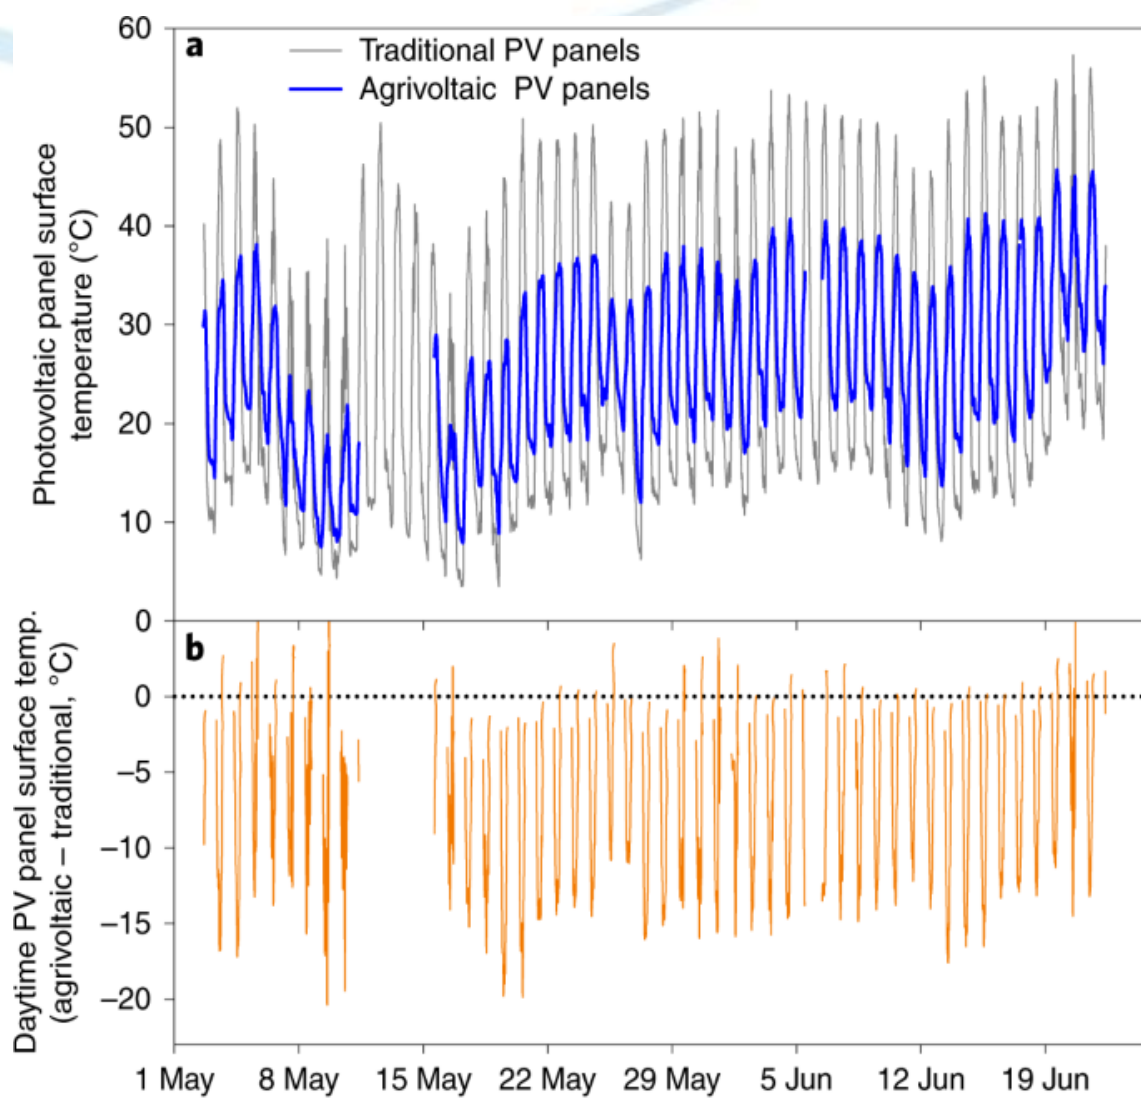 60
a
Traditional PV panels
Agrivoltaic PV panels
50
40
30
20
10
0
Photovoltaic panel surface
temperature (°C)
b
0
–5
–10
–15
–20
Daytime PV panel surface temp.
(agrivoltaic – traditional, °C)
1 May
8 May
15 May
22 May
29 May
5 Jun
12 Jun
19 Jun